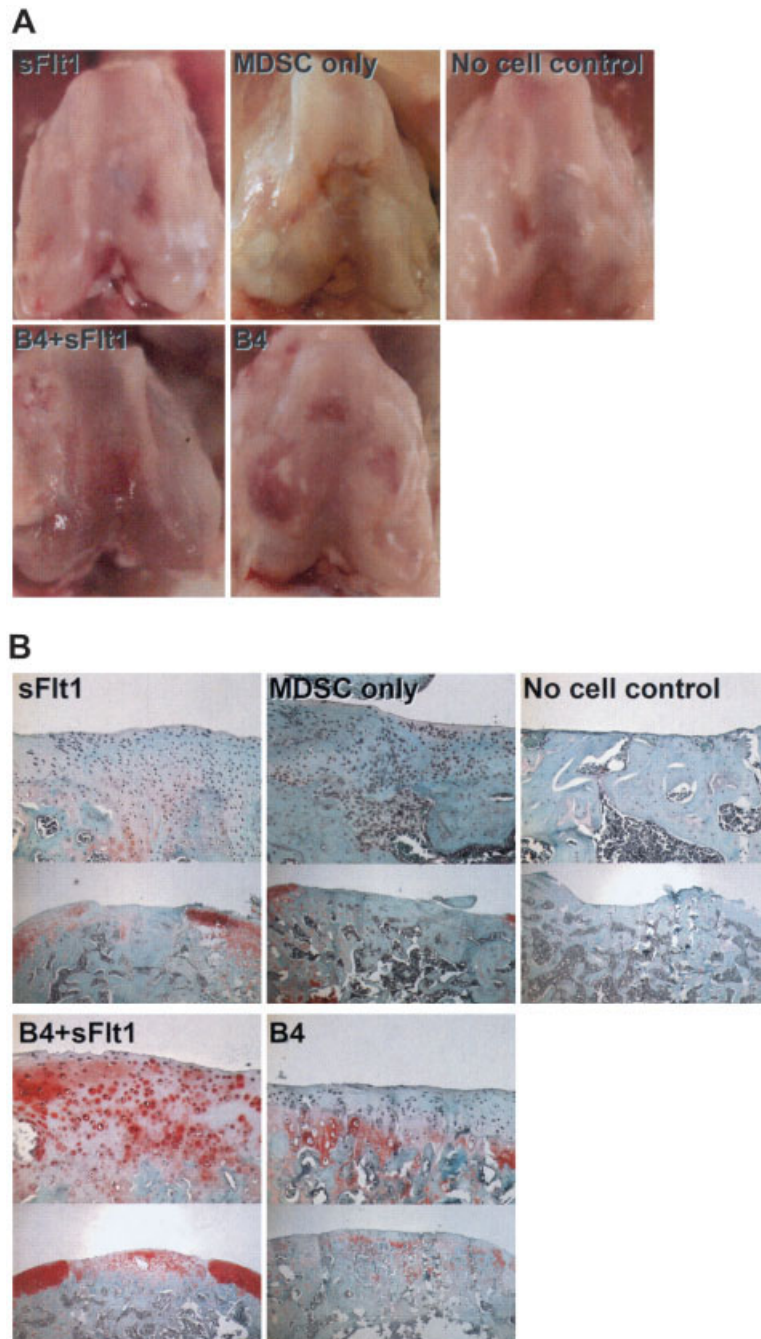 A
sFlt1 MDSC only No cell control
B4+sFlt1 B4
B
sFlt1 MDSC only No cell control
B4+sFlt1 B4